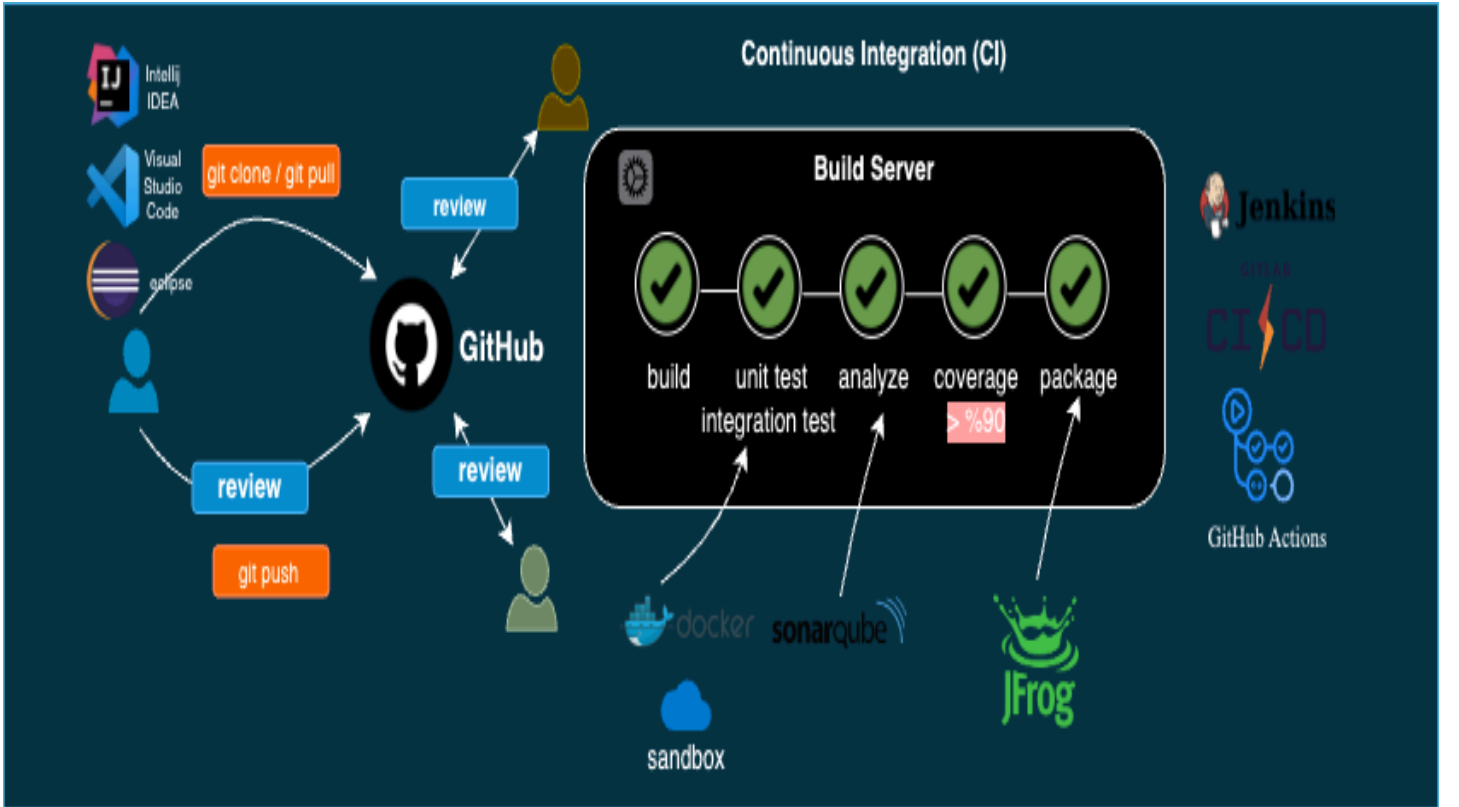 Continuous Integration (CI)
IJ
Intellij
IDEA
Visual
Studio
Code
eclipse
git clone / git pull
review
GitHub
review
git push
review
Build Server
build
unit test
integration test
analyze
coverage
> %90
package
docker
sandbox
sonarqube
JFrog
Jenkins
GITLAB
CI CD
GitHub Actions